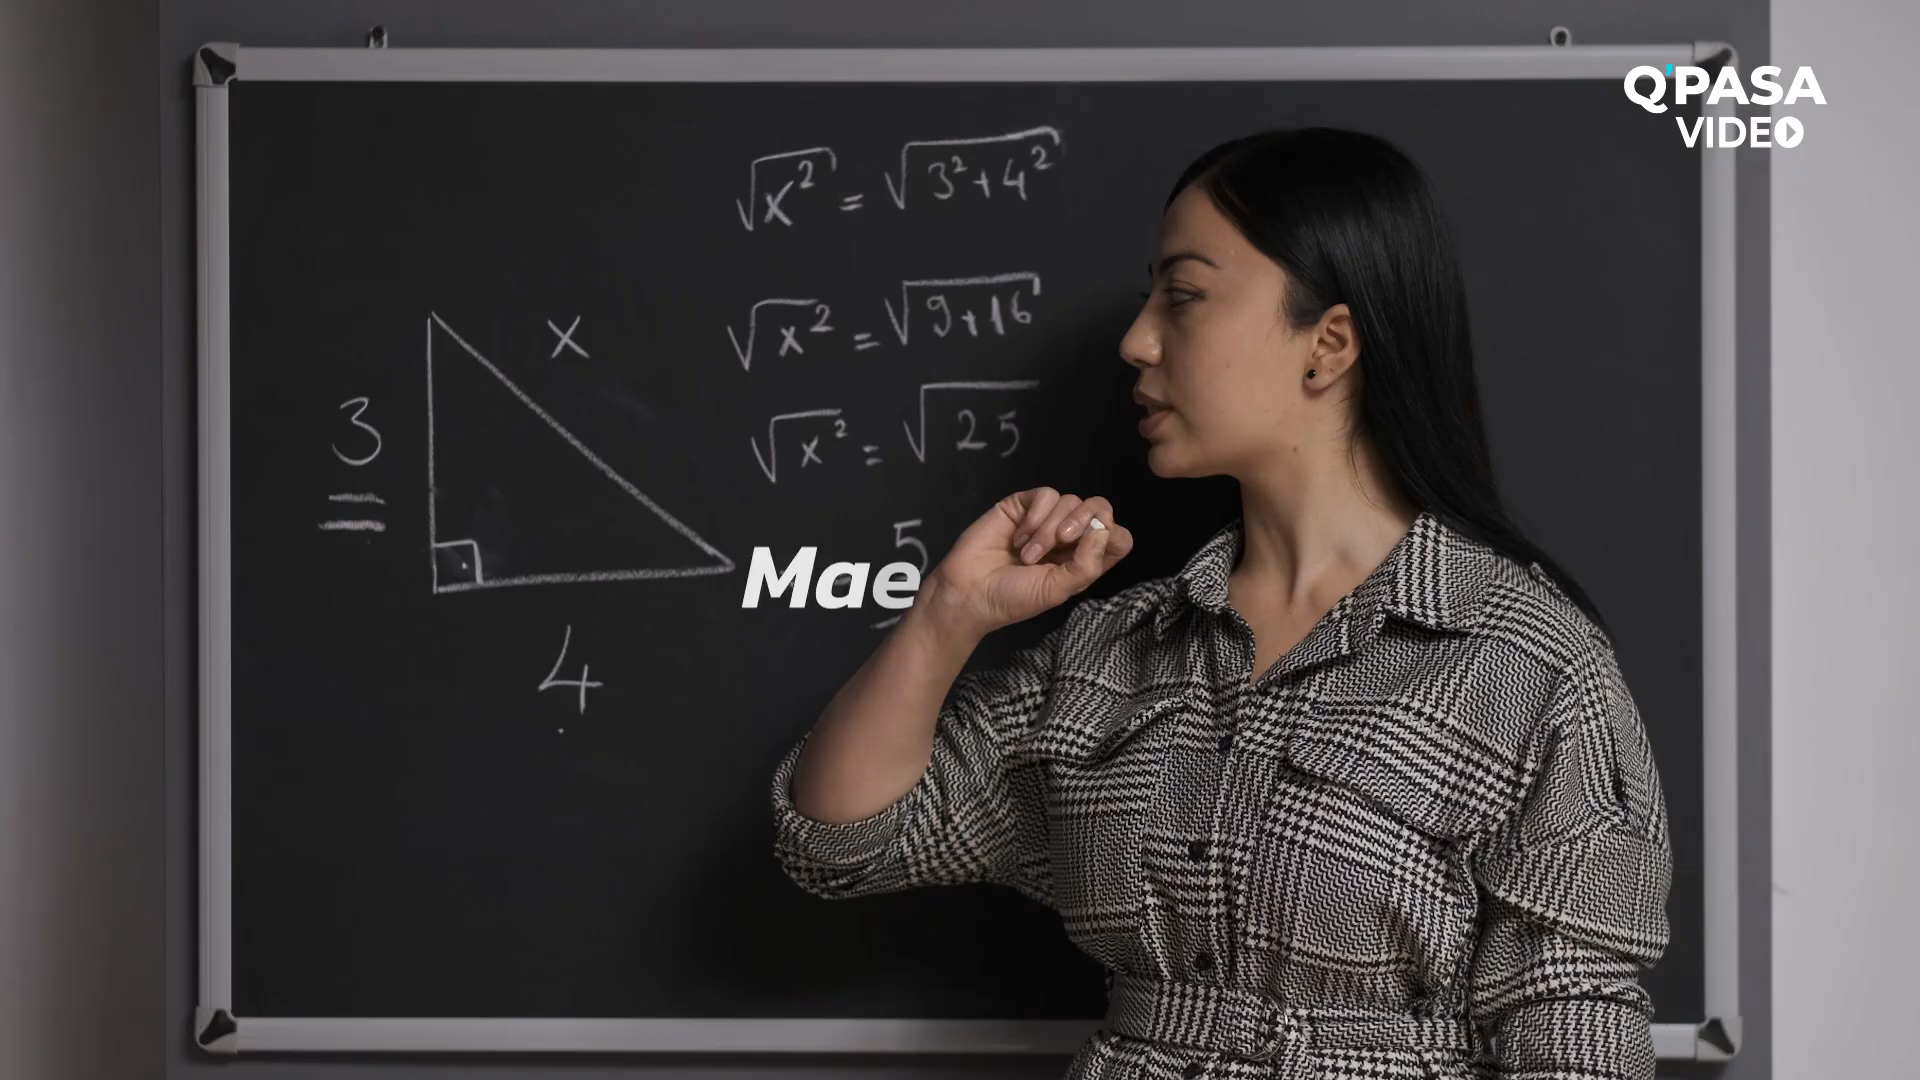 Q'PASA
VIDEO
√x² = √3²+4²
√x² = √9+16
√x² = √25
5
x
3
4
Mae